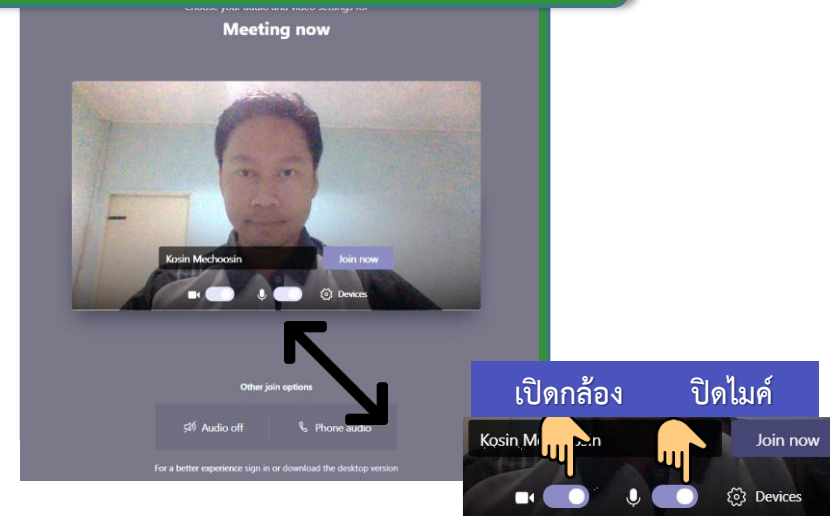 Choose your audio and video settings for
Meeting now
Kosin Mechoosin
Join now
Devices
Other join options
Audio off
Phone audio
For a better experience sign in or download the desktop version
เปิดกล้อง ปิดไมค์
Kosin
Join now
Devices